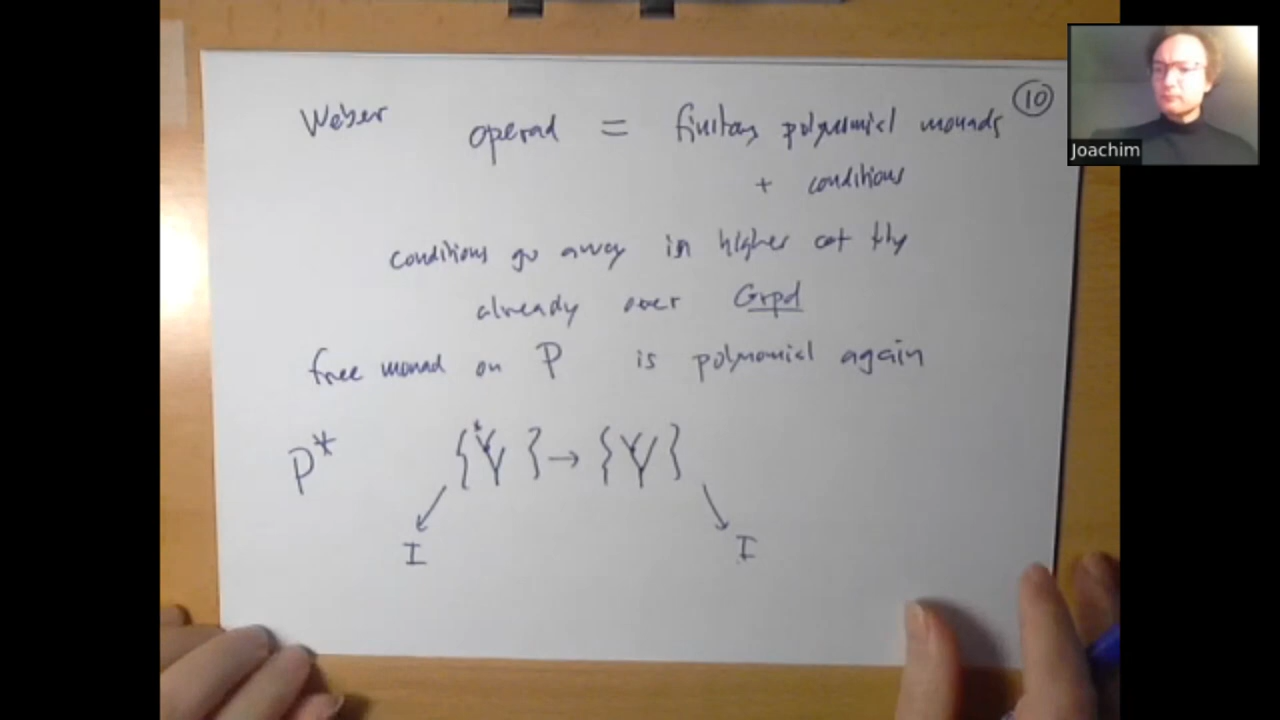 Weber operad = finitary polynomial monads ⑩
+ conditions
conditions go away in higher cat thy
already over Grpd
free monad on P is polynomial again
P* { } → { }
I I
Joachim